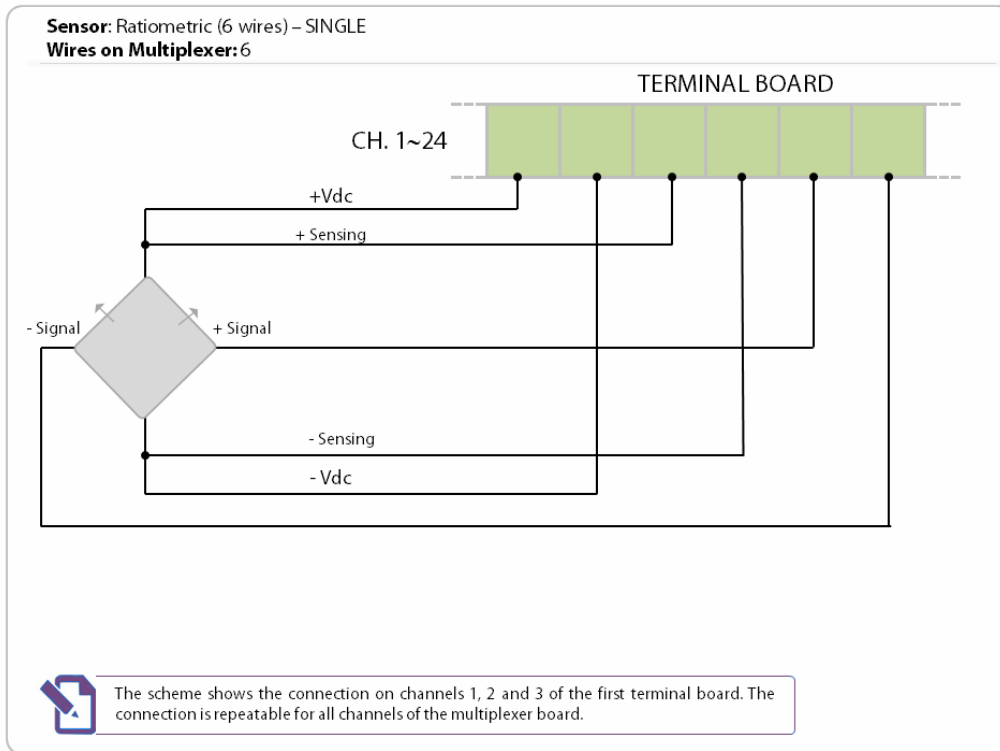 Sensor: Ratiometric (6 wires) – SINGLE
Wires on Multiplexer: 6
TERMINAL BOARD
CH. 1~24
+Vdc
+ Sensing
- Signal
+ Signal
- Sensing
- Vdc
The scheme shows the connection on channels 1, 2 and 3 of the first terminal board. The
connection is repeatable for all channels of the multiplexer board.